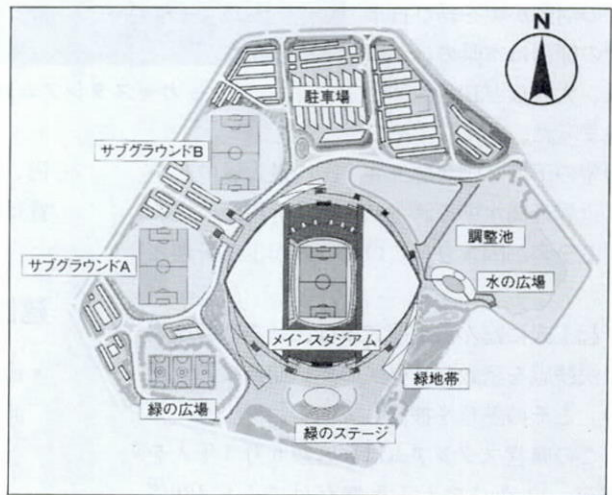 N
駐車場
サブグラウンドB
調整池
サブグラウンドA
水の広場
メインスタジアム
緑地帯
緑の広場
緑のステージ